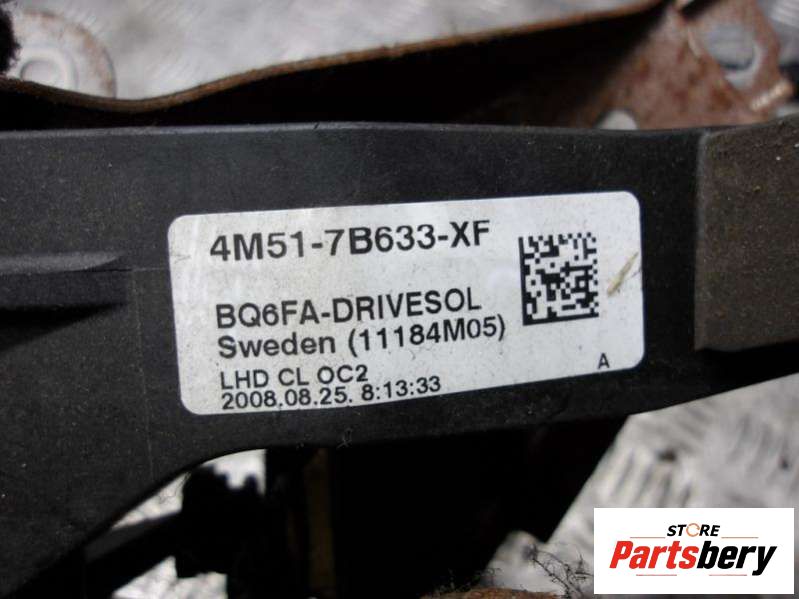 4M51-7B633-XF
BQ6FA-DRIVESOL
Sweden (11184M05)
LHD CL OC2
2008.08.25. 8:13:33
A
STORE
Partsbery